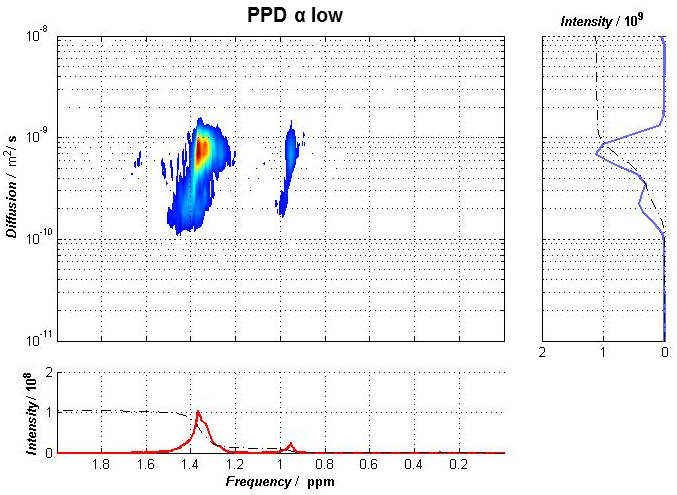 PPD α low
Intensity / 10⁹
10⁻⁸
10⁻⁹
10⁻¹⁰
10⁻¹¹
Diffusion / m²/ s
2 1 0
Intensity / 10⁸
2
1
0
1.8 1.6 1.4 1.2 1 0.8 0.6 0.4 0.2
Frequency / ppm